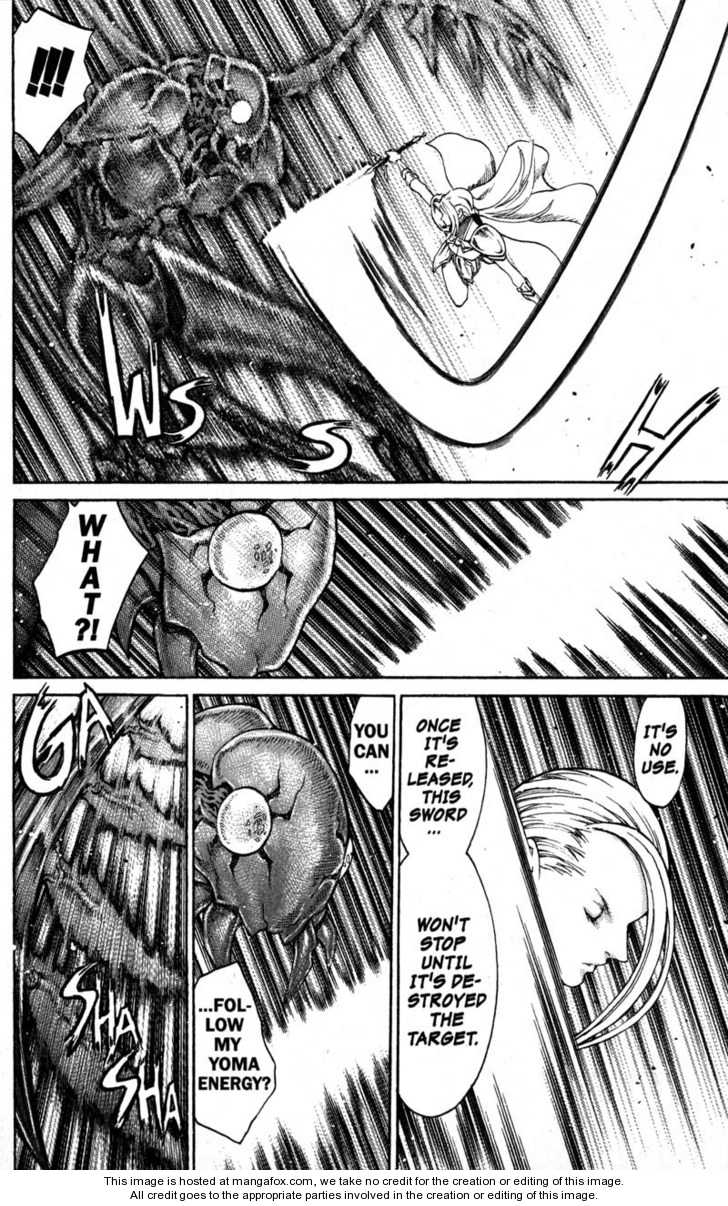 !!!
WSSH
WHAT?!
IT'S
NO
USE.
ONCE
IT'S
RE-
LEASED,
THIS
SWORD
...
WON'T
STOP
UNTIL
IT'S DE-
STROYED
THE
TARGET.
YOU
CAN
...
...FOL-
LOW
MY
YOMA
ENERGY?
GA
SHA
SHA
This image is hosted at mangafox.com, we take no credit for the creation or editing of this image.
All credit goes to the appropriate parties involved in the creation or editing of this image.